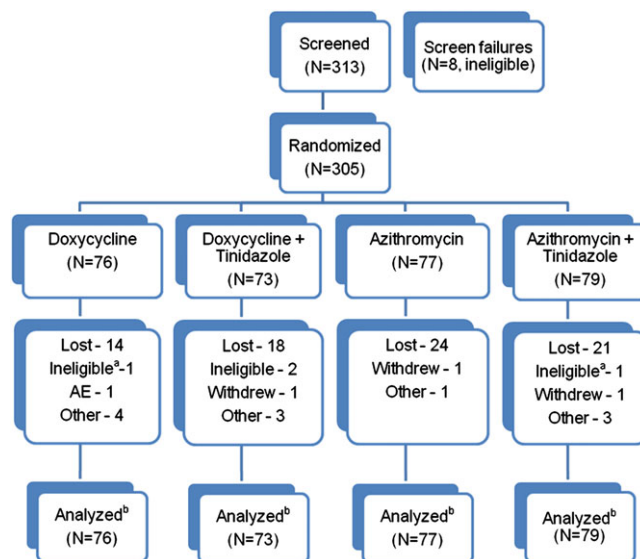 Screened
(N=313)
Screen failures
(N=8, ineligible)
Randomized
(N=305)
Doxycycline
(N=76)
Doxycycline +
Tinidazole
(N=73)
Azithromycin
(N=77)
Azithromycin +
Tinidazole
(N=79)
Lost - 14
Ineligibleᵃ-1
AE - 1
Other - 4
Lost - 18
Ineligible - 2
Withdrew - 1
Other - 3
Lost - 24
Withdrew - 1
Other - 1
Lost - 21
Ineligibleᵃ- 1
Withdrew - 1
Other - 3
Analyzedᵇ
(N=76)
Analyzedᵇ
(N=73)
Analyzedᵇ
(N=77)
Analyzedᵇ
(N=79)